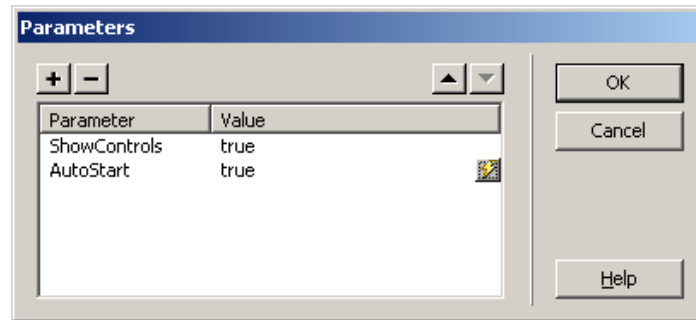 Parameters
+ −
OK
Parameter Value
Cancel
ShowControls true
AutoStart true
Help